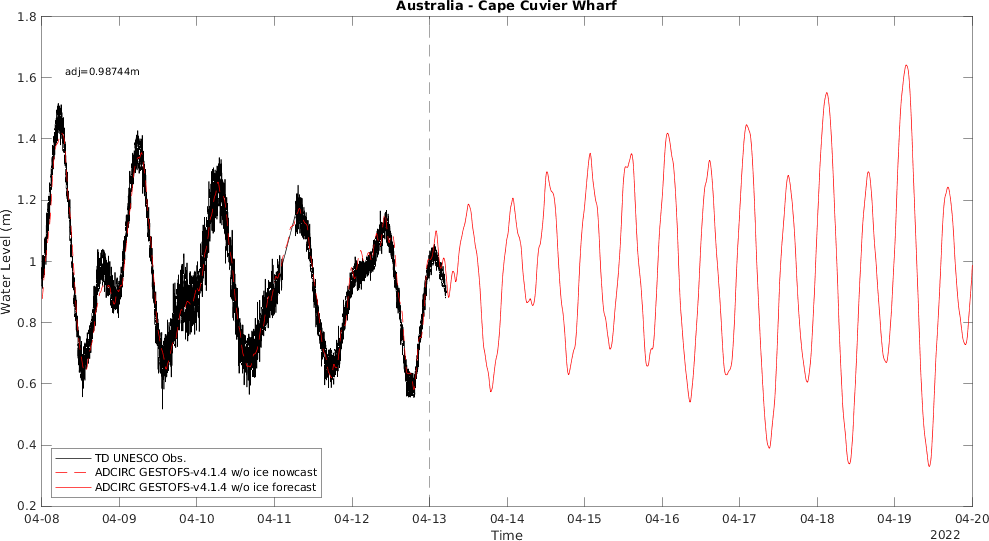 Australia - Cape Cuvier Wharf
adj=0.98744m
1.8
1.6
1.4
1.2
1
0.8
0.6
0.4
0.2
Water Level (m)
TD UNESCO Obs.
ADCIRC GESTOFS-v4.1.4 w/o ice nowcast
ADCIRC GESTOFS-v4.1.4 w/o ice forecast
04-08 04-09 04-10 04-11 04-12 04-13 04-14 04-15 04-16 04-17 04-18 04-19 04-20
Time
2022